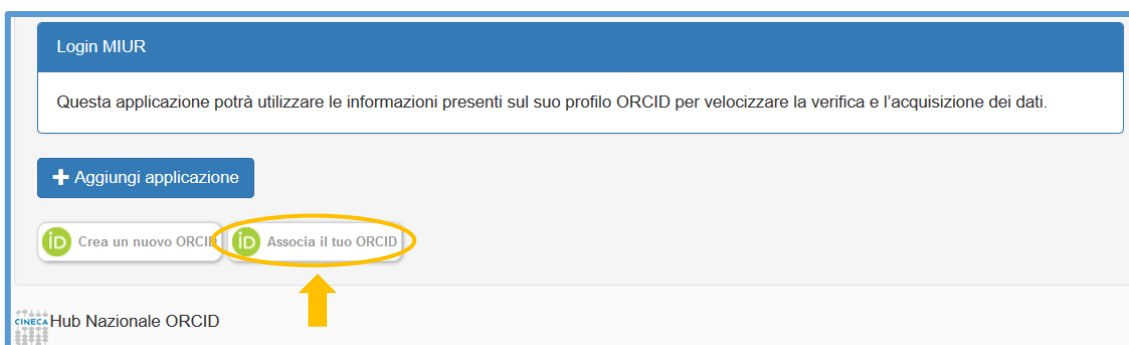 Login MIUR
Questa applicazione potrà utilizzare le informazioni presenti sul suo profilo ORCID per velocizzare la verifica e l'acquisizione dei dati.
+ Aggiungi applicazione
iD Crea un nuovo ORCID iD Associa il tuo ORCID
CINECA Hub Nazionale ORCID